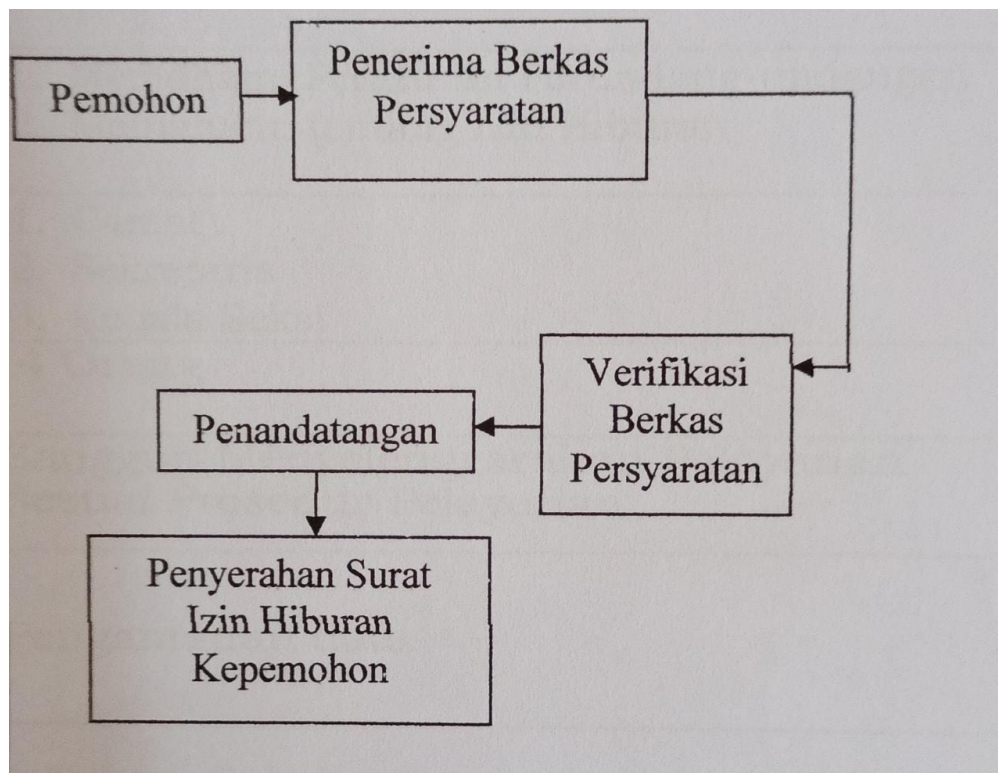 Pemohon
Penerima Berkas
Persyaratan
Verifikasi
Berkas
Persyaratan
Penandatangan
Penyerahan Surat
Izin Hiburan
Kepemohon